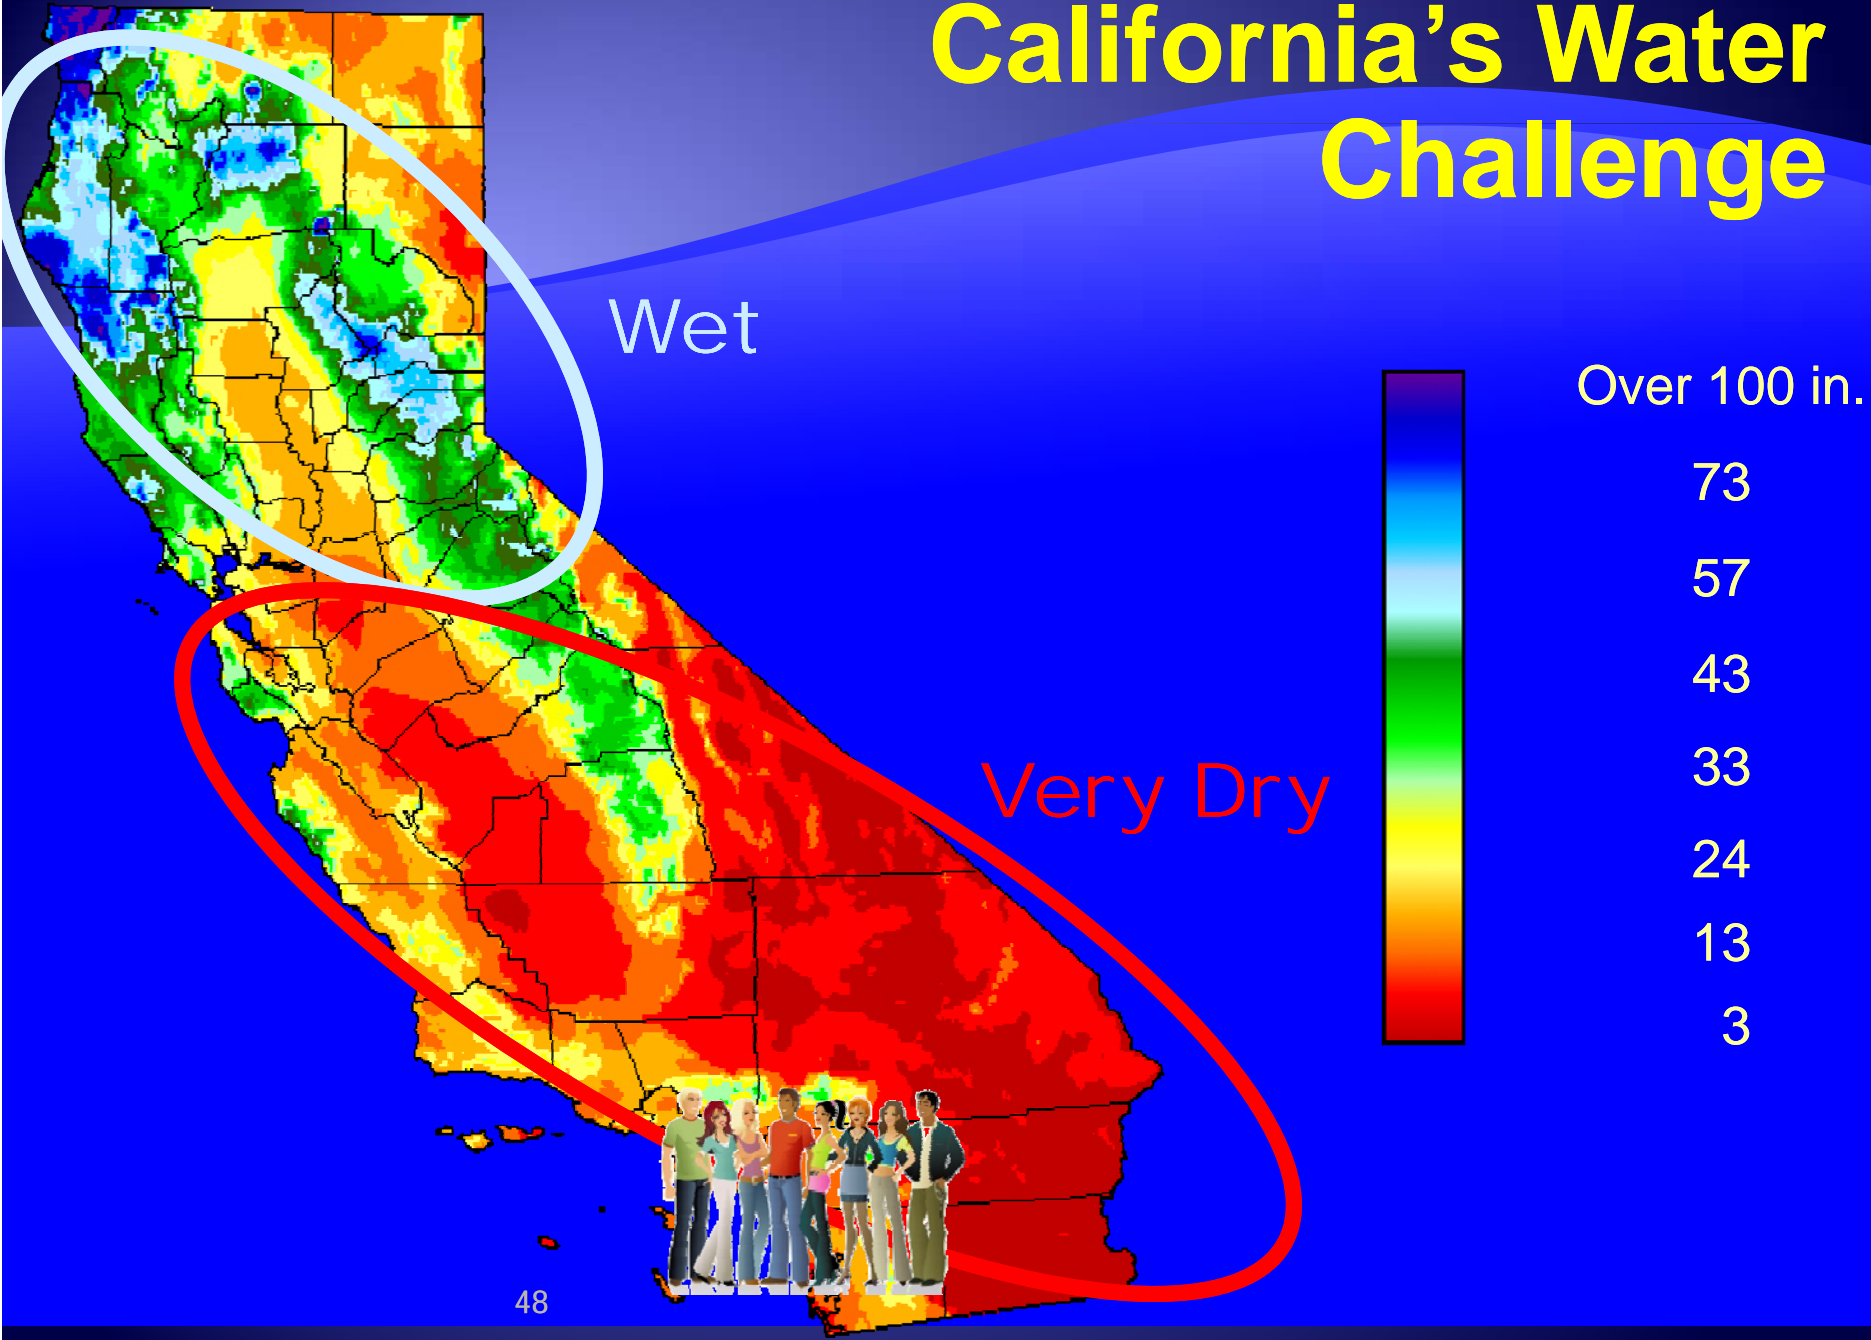 California’s Water
Challenge
Wet
Very Dry
Over 100 in.
73
57
43
33
24
13
3
48